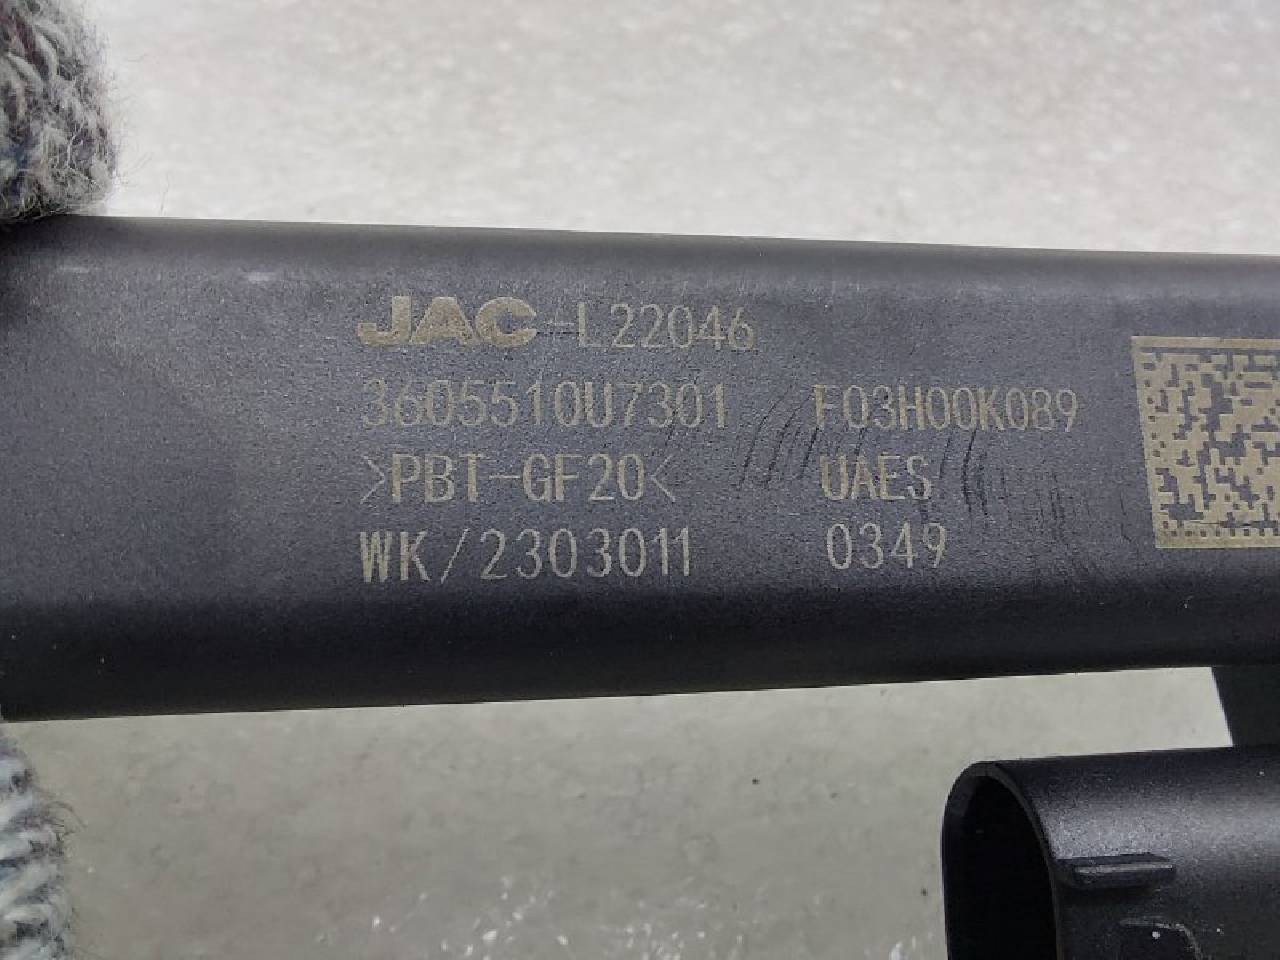 JAC-L22046
3605510U7301 F03H00K089
>PBT-GF20< UAES
WK/2303011 0349